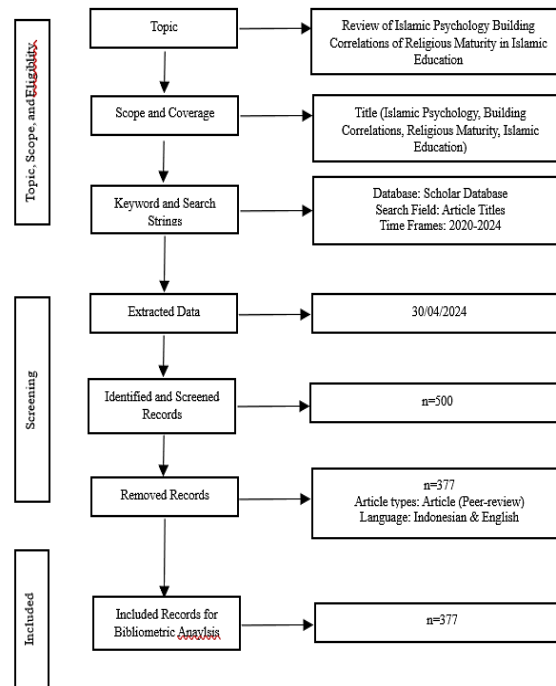 Topic, Scope, and Eligiblity
Topic
Review of Islamic Psychology Building
Correlations of Religious Maturity in Islamic
Education
Scope and Coverage
Title (Islamic Psychology, Building
Correlations, Religious Maturity, Islamic
Education)
Keyword and Search
Strings
Database: Scholar Database
Search Field: Article Titles
Time Frames: 2020-2024
Screening
Extracted Data
30/04/2024
Identified and Screened
Records
n=500
Removed Records
n=377
Article types: Article (Peer-review)
Language: Indonesian & English
Included
Included Records for
Bibliometric Anaylsis
n=377